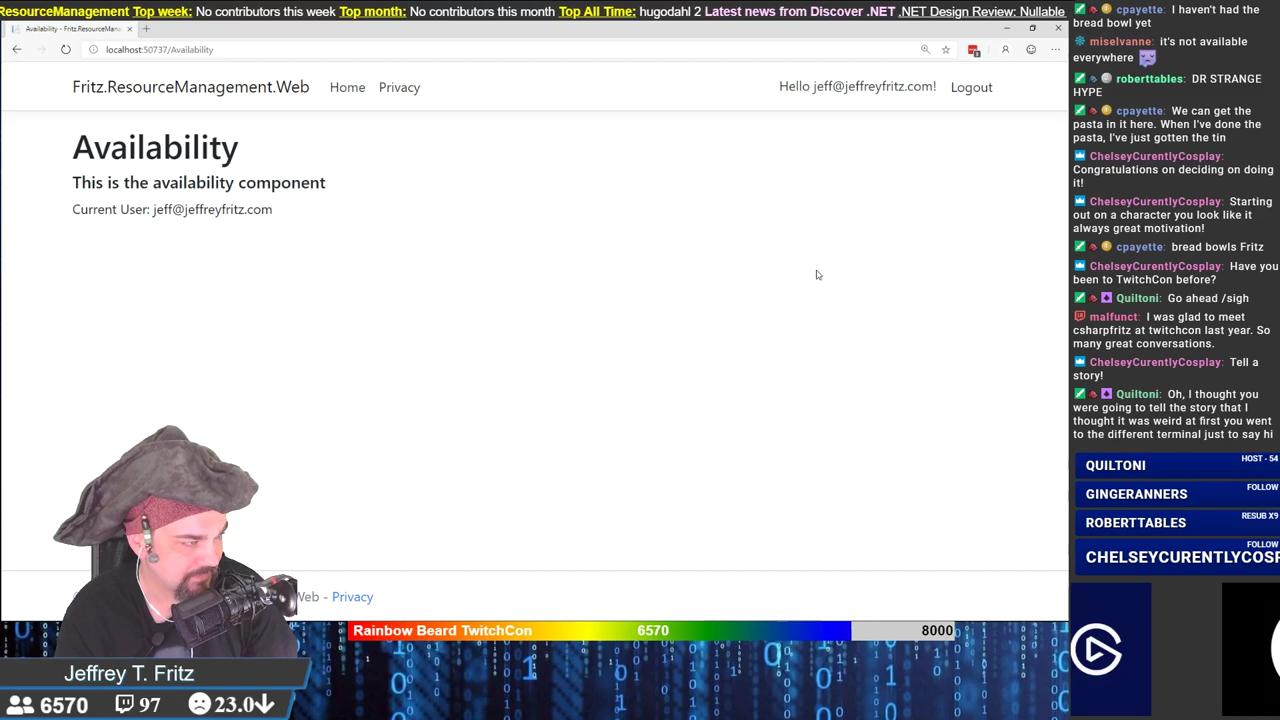 ResourceManagement Top week: No contributors this week Top month: No contributors this month Top All Time: hugodahl 2 Latest news from Discover .NET .NET Design Review: Nullable
Availability - Fritz.ResourceMana
localhost:50737/Availability
Fritz.ResourceManagement.Web Home Privacy Hello jeff@jeffreyfritz.com! Logout
Availability
This is the availability component
Current User: jeff@jeffreyfritz.com
Web - Privacy
Rainbow Beard TwitchCon 6570 8000
Jeffrey T. Fritz
6570 97 23.0
cpayette: I haven't had the
bread bowl yet
miselvanne: it's not available
everywhere
roberttables: DR STRANGE
HYPE
cpayette: We can get the
pasta in it here. When I've done the
pasta, I've just gotten the tin
ChelseyCurentlyCosplay:
Congratulations on deciding on doing
it!
ChelseyCurentlyCosplay: Starting
out on a character you look like it
always great motivation!
cpayette: bread bowls Fritz
ChelseyCurentlyCosplay: Have you
been to TwitchCon before?
Quiltoni: Go ahead /sigh
malfunct: I was glad to meet
csharpfritz at twitchcon last year. So
many great conversations.
ChelseyCurentlyCosplay: Tell a
story!
Quiltoni: Oh, I thought you
were going to tell the story that I
thought it was weird at first you went
to the different terminal just to say hi
HOST - 54
QUILTONI
FOLLOW
GINGERANNERS
RESUB X9
ROBERTTABLES
FOLLOW
CHELSEYCURENTLYCOSP